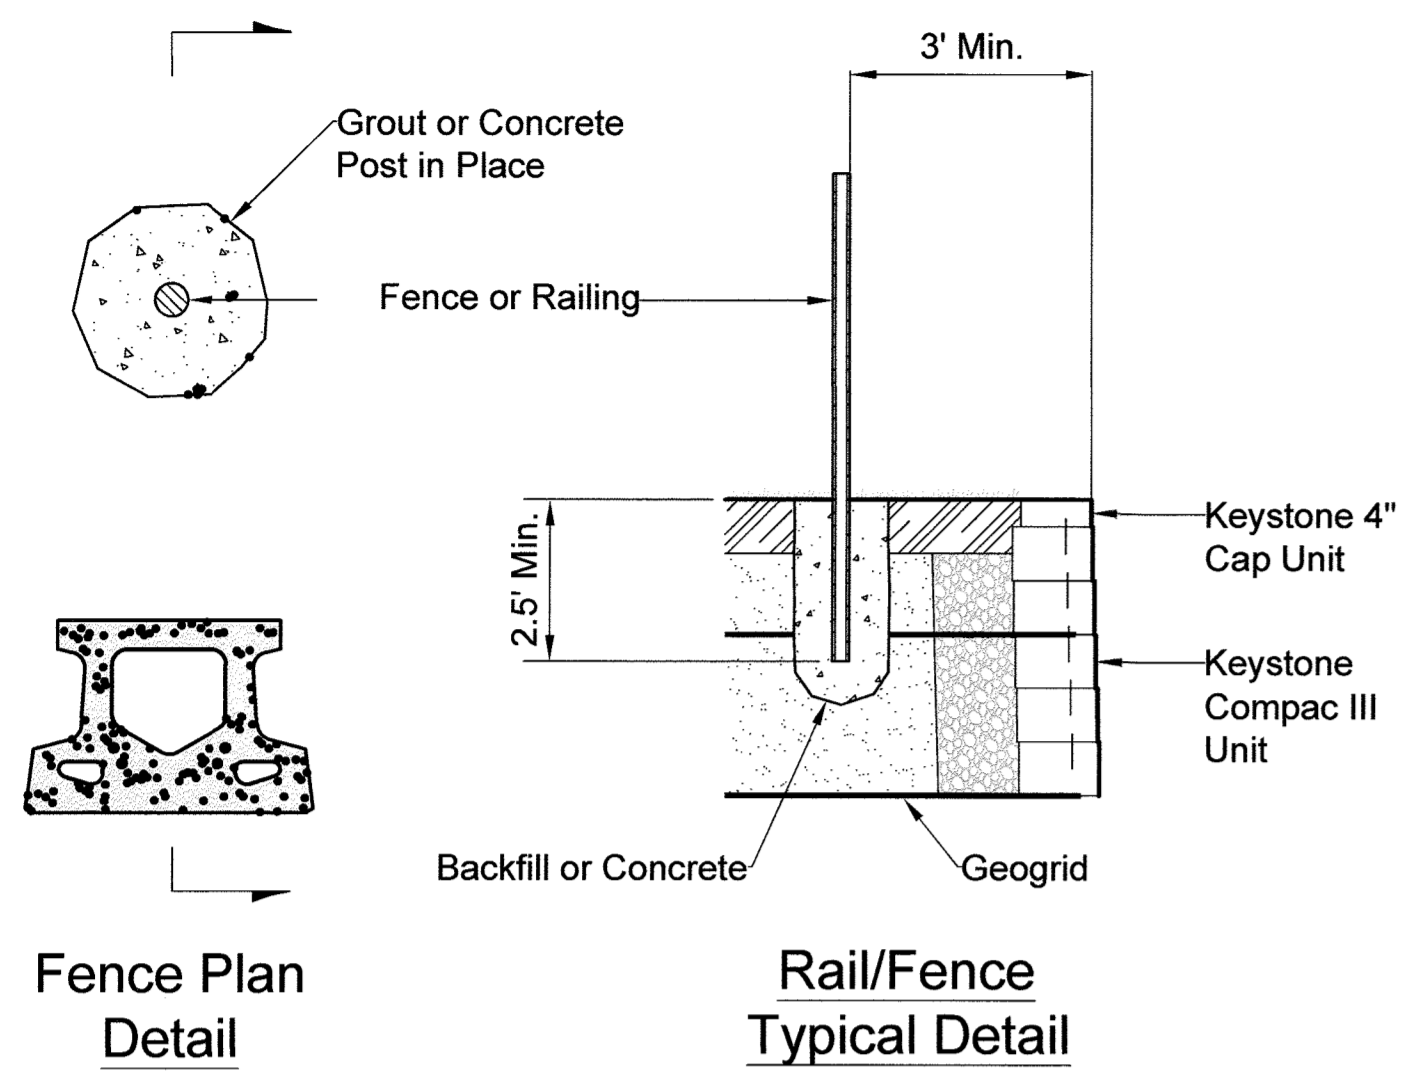 3' Min.
Grout or Concrete
Post in Place
Fence or Railing
2.5' Min.
Keystone 4"
Cap Unit
Keystone
Compac III
Unit
Backfill or Concrete
Geogrid
Fence Plan
Detail
Rail/Fence
Typical Detail